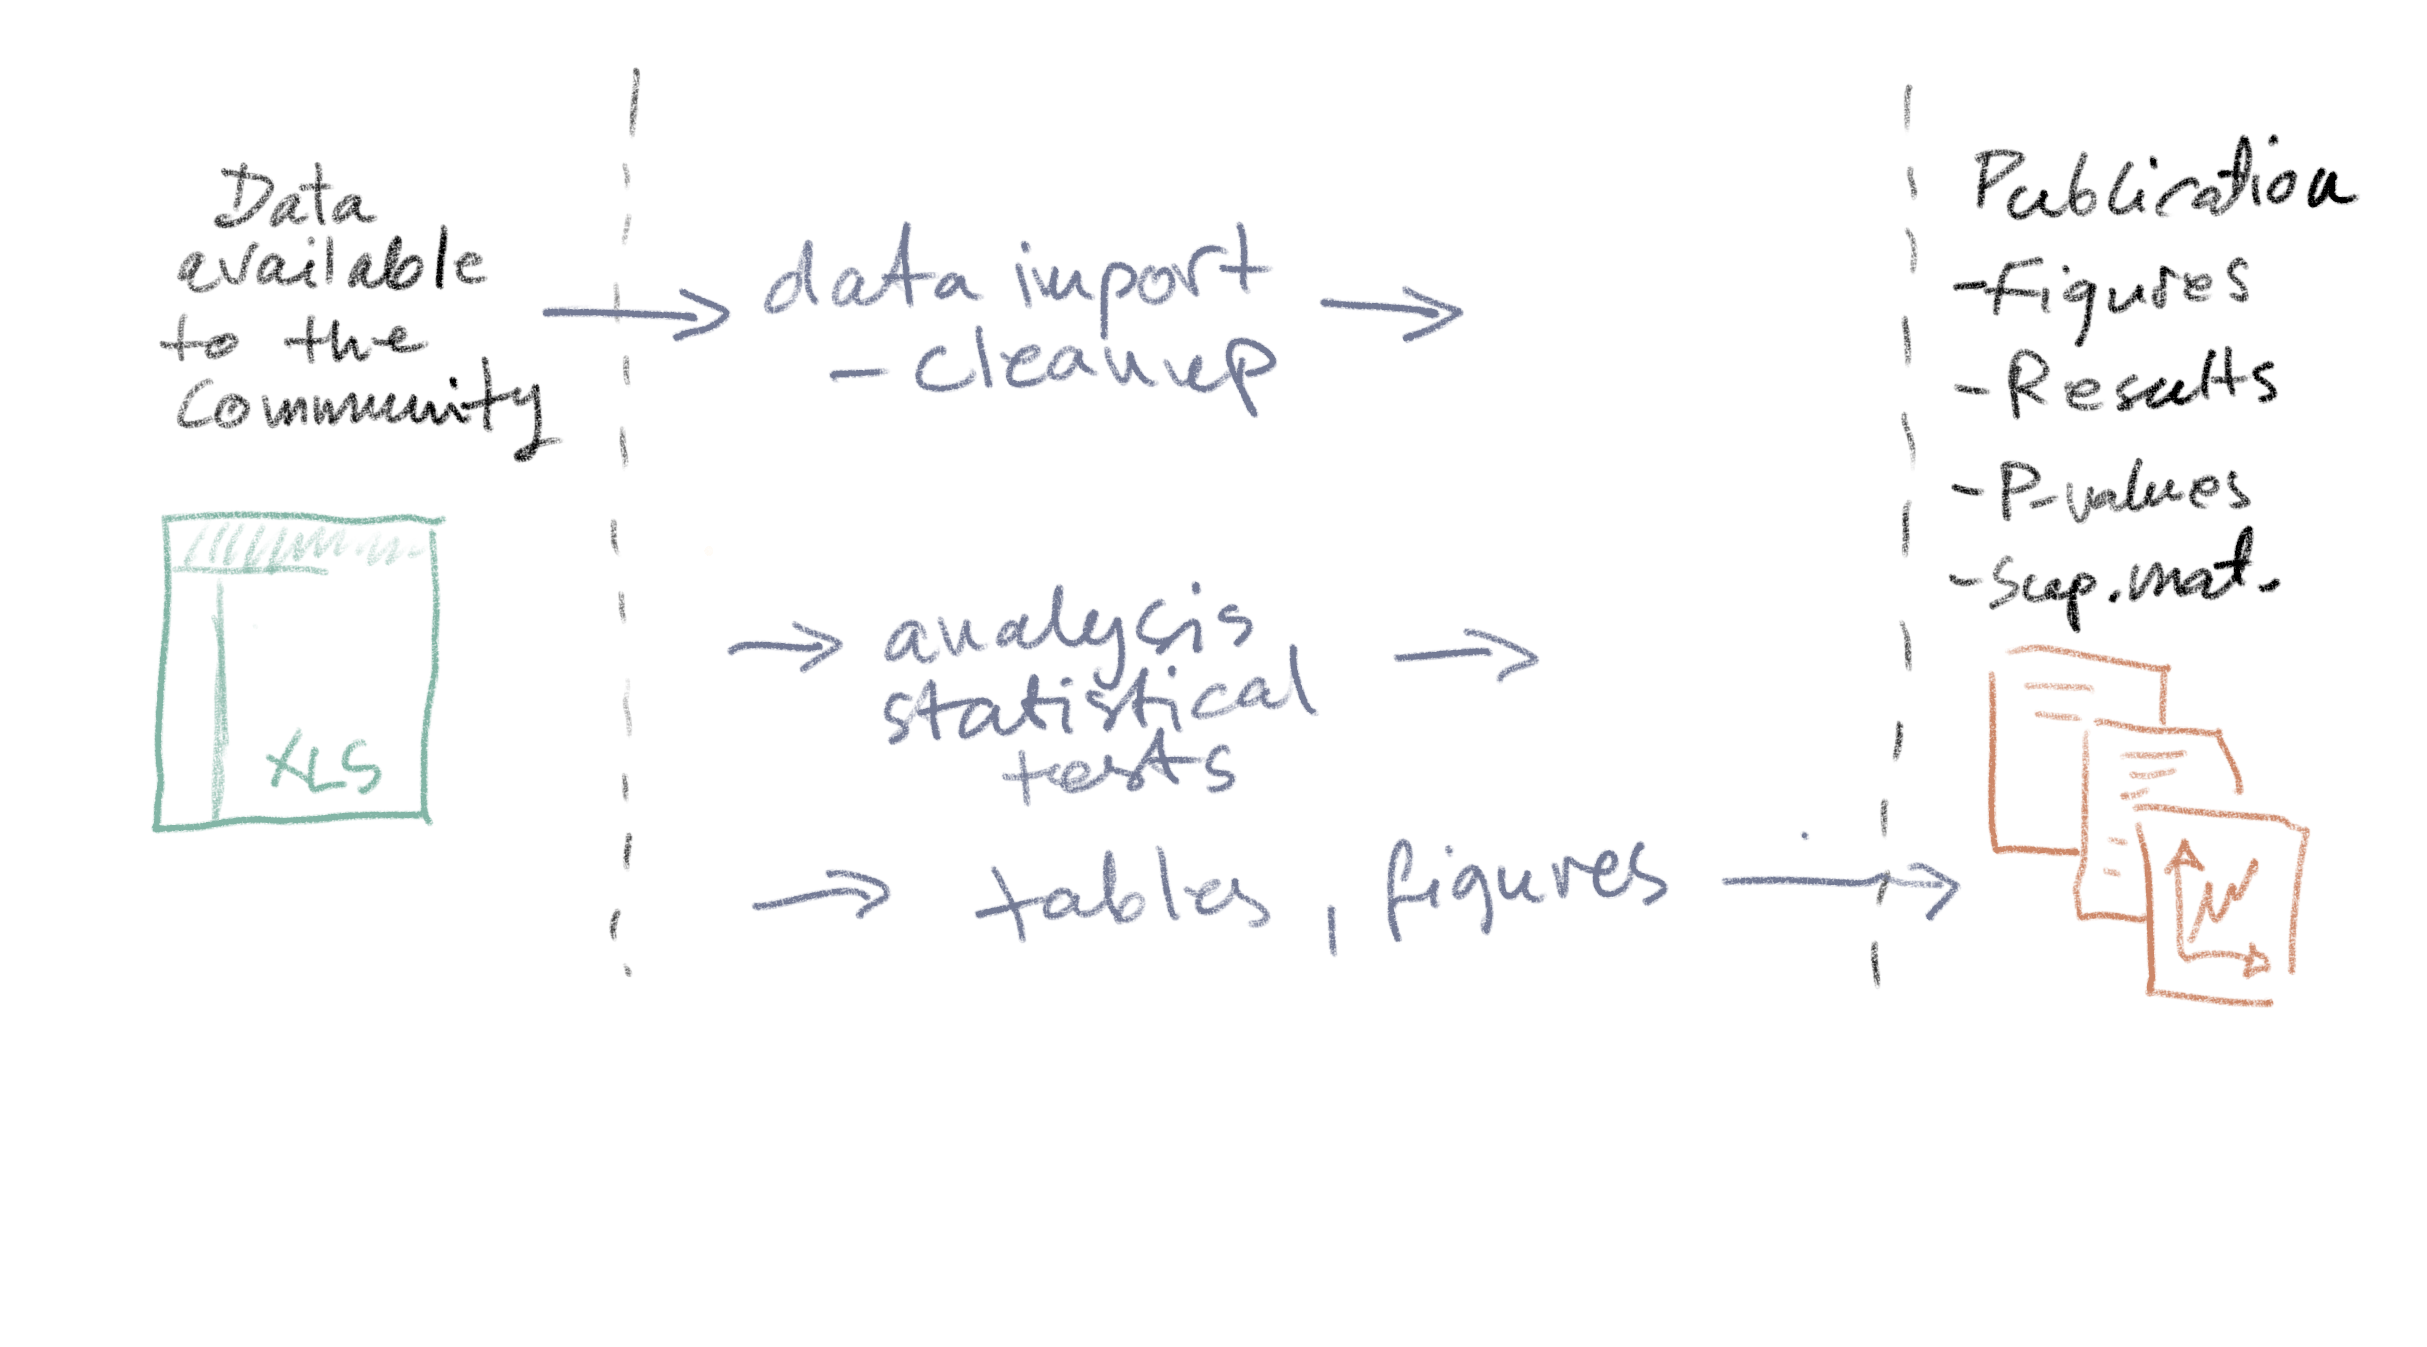 Data
available
to the
Community
XLS
data import
- cleanup
analysis
statistical
tests
tables, figures
Publication
- Figures
- Results
- P-values
- Sup. mat.